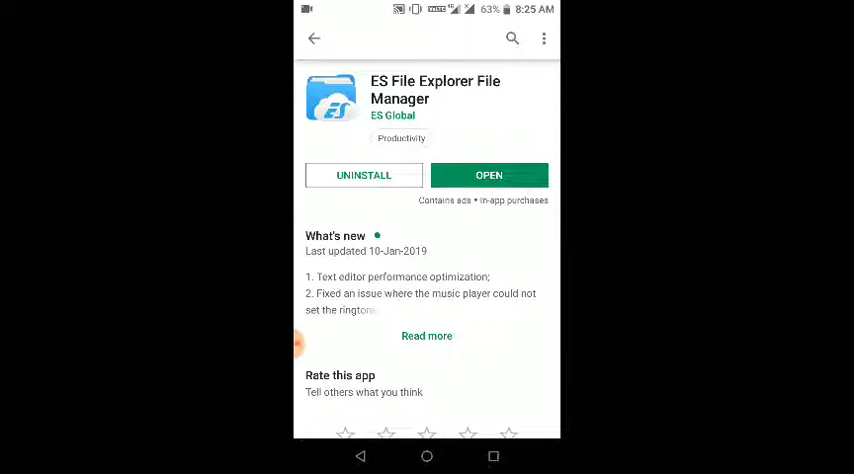 63% 8:25 AM
ES File Explorer File
Manager
ES Global
Productivity
UNINSTALL OPEN
Contains ads • In-app purchases
What's new
Last updated 10-Jan-2019
1. Text editor performance optimization;
2. Fixed an issue where the music player could not
set the ringtone
Read more
Rate this app
Tell others what you think